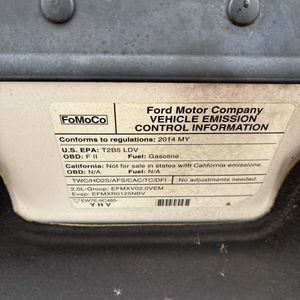 FoMoCo
Ford Motor Company
VEHICLE EMISSION
CONTROL INFORMATION
Conforms to regulations: 2014 MY
U.S. EPA: T2B5 LDV
OBD: F II Fuel: Gasoline
California: Not for sale in states with California emissions.
OBD: N/A Fuel: N/A
TWC/HO2S/AFS/CAC/TC/DFI No adjustments needed.
2.0L-Group: EFMXV02.0VEM
Evap: EFMXR0125NBV
EW7E-9C485-
YHV